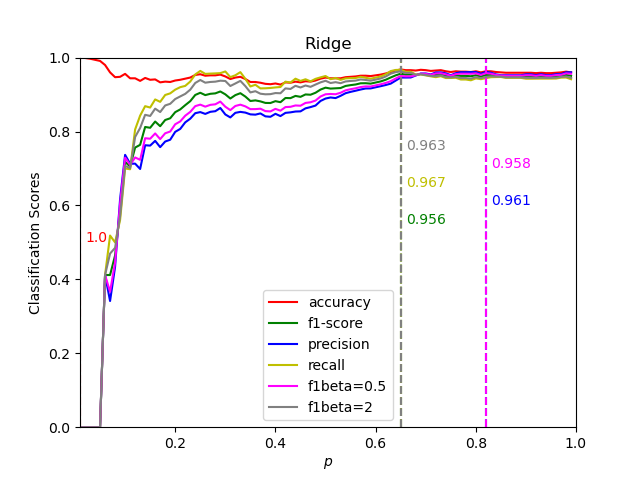 Ridge
Classification Scores
1.0
0.8
0.6
0.4
0.2
0.0
1.0
0.963
0.967
0.956
0.958
0.961
accuracy
f1-score
precision
recall
f1beta=0.5
f1beta=2
0.2 0.4 0.6 0.8 1.0
p